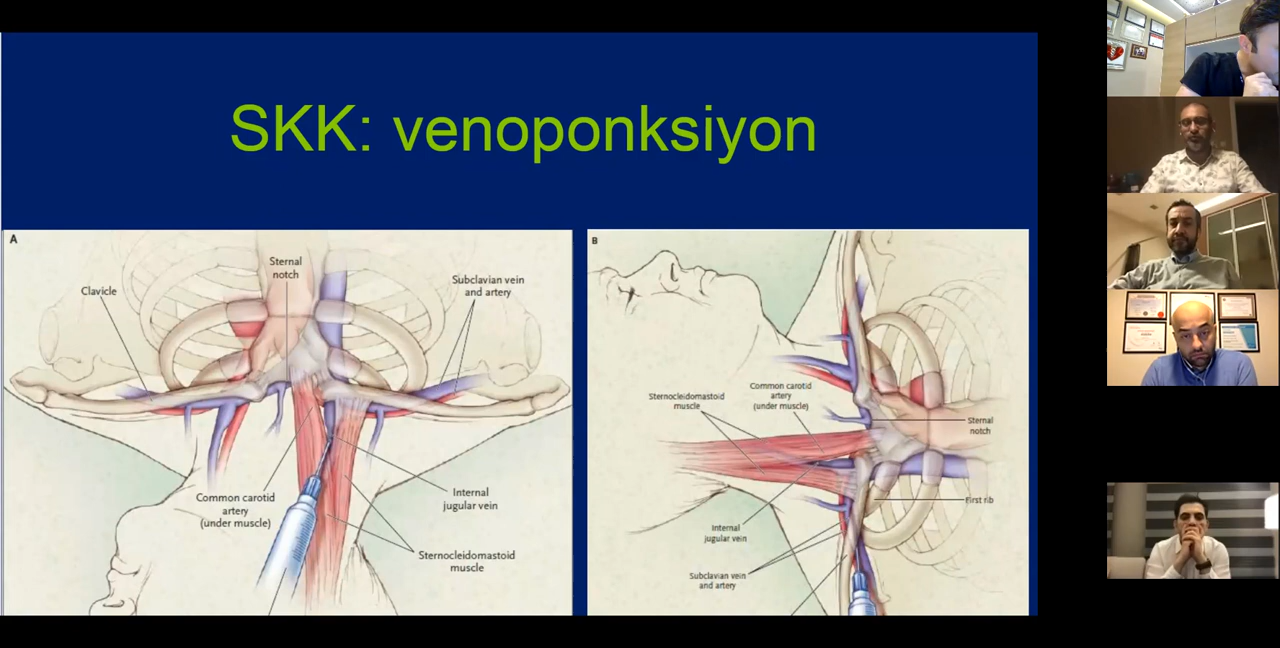 SKK: venoponksiyon
A
Sternal
notch
Clavicle
Subclavian vein
and artery
Common carotid
artery
(under muscle)
Internal
jugular vein
Sternocleidomastoid
muscle
B
Sternocleidomastoid
muscle
Common carotid
artery
(under muscle)
Sternal
notch
First rib
Internal
jugular vein
Subclavian vein
and artery